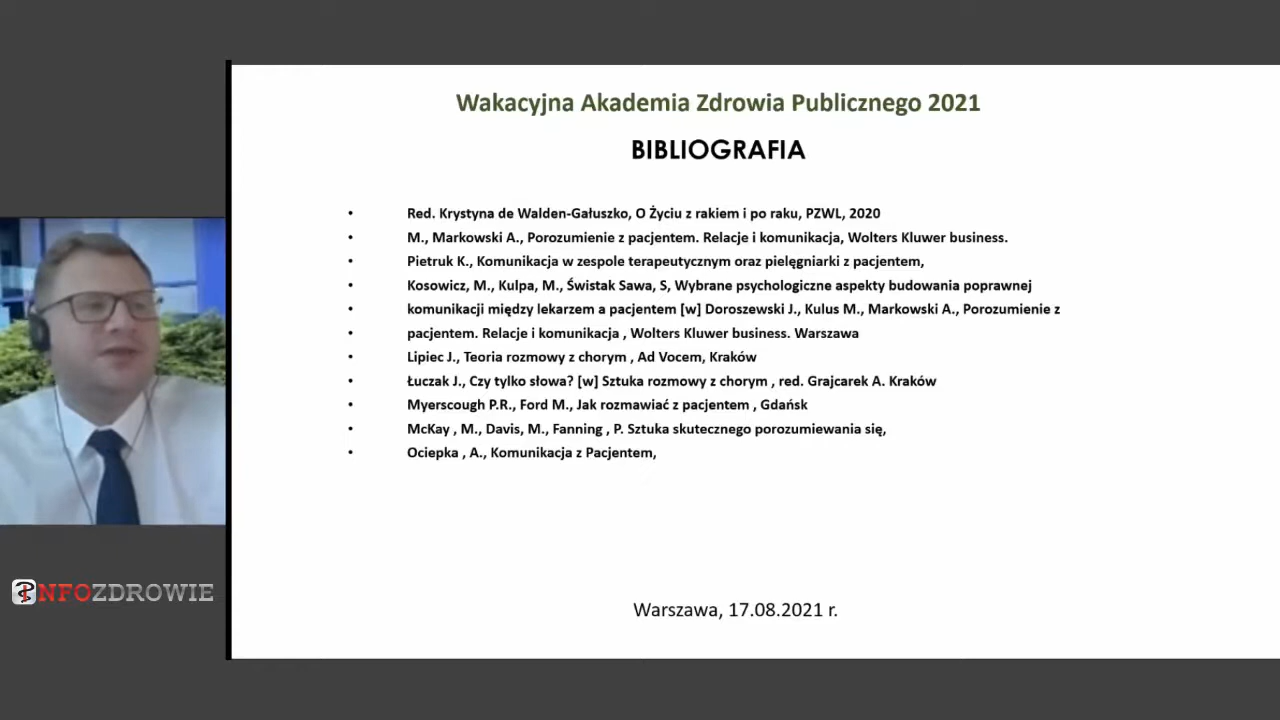 Wakacyjna Akademia Zdrowia Publicznego 2021
BIBLIOGRAFIA
• Red. Krystyna de Walden-Gałuszko, O Życiu z rakiem i po raku, PZWL, 2020
• M., Markowski A., Porozumienie z pacjentem. Relacje i komunikacja, Wolters Kluwer business.
• Pietruk K., Komunikacja w zespole terapeutycznym oraz pielęgniarki z pacjentem,
• Kosowicz, M., Kulpa, M., Świstak Sawa, S, Wybrane psychologiczne aspekty budowania poprawnej
• komunikacji między lekarzem a pacjentem [w] Doroszewski J., Kulus M., Markowski A., Porozumienie z
• pacjentem. Relacje i komunikacja , Wolters Kluwer business. Warszawa
• Lipiec J., Teoria rozmowy z chorym , Ad Vocem, Kraków
• Łuczak J., Czy tylko słowa? [w] Sztuka rozmowy z chorym , red. Grajcarek A. Kraków
• Myerscough P.R., Ford M., Jak rozmawiać z pacjentem , Gdańsk
• McKay , M., Davis, M., Fanning , P. Sztuka skutecznego porozumiewania się,
• Ociepka , A., Komunikacja z Pacjentem,
INFOZDROWIE
Warszawa, 17.08.2021 r.